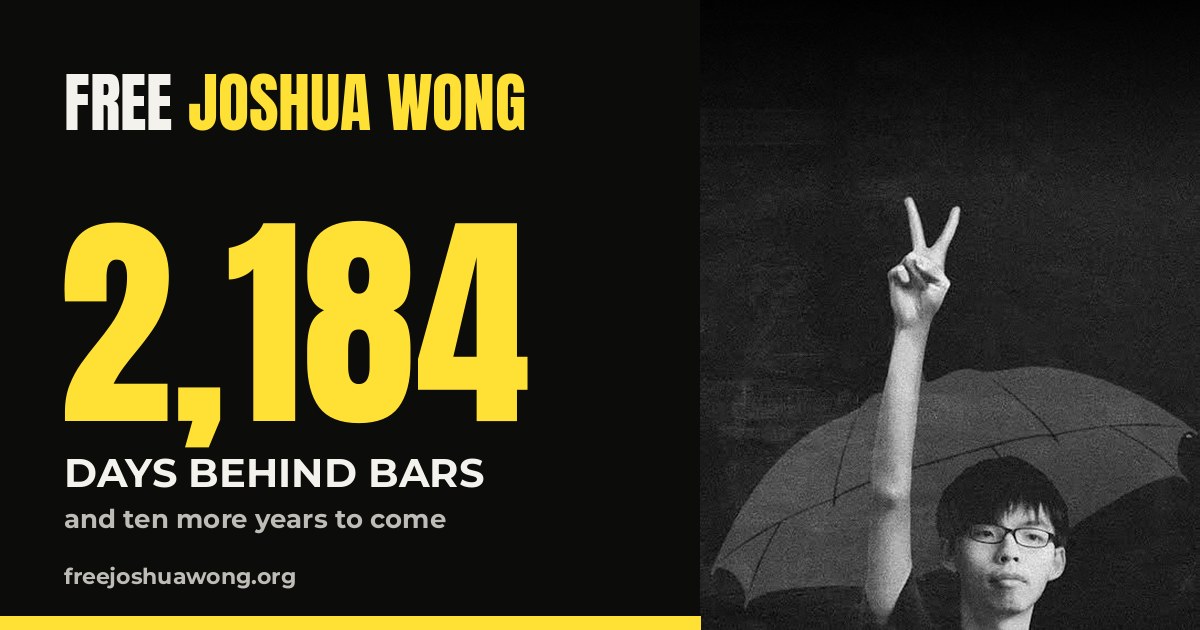 FREE JOSHUA WONG
2,184
DAYS BEHIND BARS
and ten more years to come
freejoshuawong.org